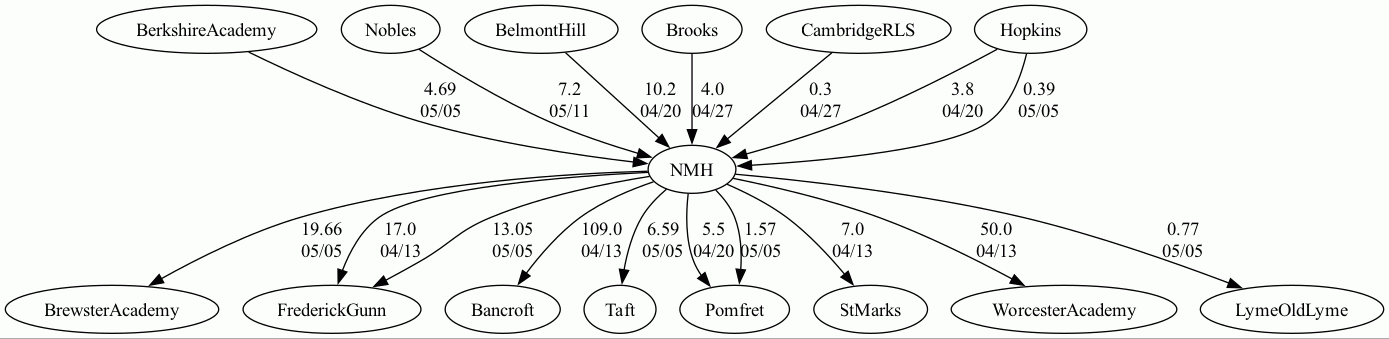 BerkshireAcademy Nobles BelmontHill Brooks CambridgeRLS Hopkins
4.69 7.2 10.2 4.0 0.3 3.8 0.39
05/05 05/11 04/20 04/27 04/27 04/20 05/05
NMH
19.66 17.0 13.05 109.0 6.59 5.5 1.57 7.0 50.0 0.77
05/05 04/13 05/05 04/13 05/05 04/20 05/05 04/13 04/13 05/05
BrewsterAcademy FrederickGunn Bancroft Taft Pomfret StMarks WorcesterAcademy LymeOldLyme